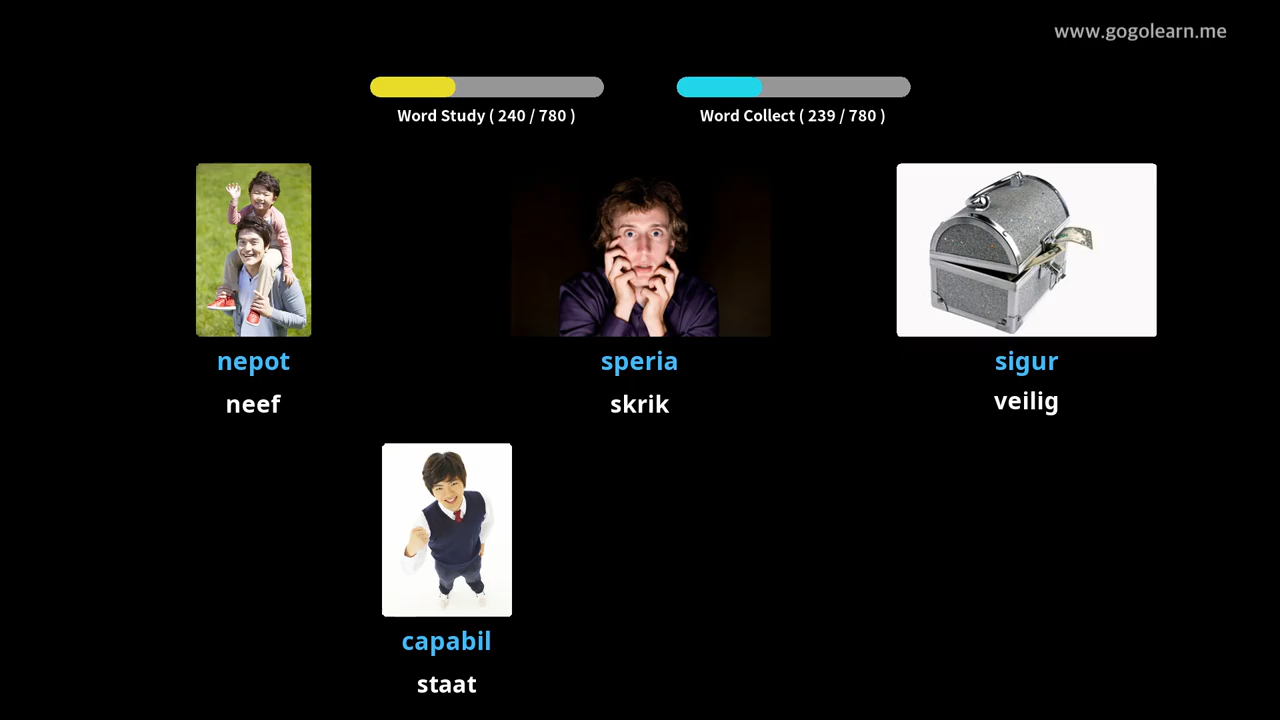 www.gogolearn.me
Word Study ( 240 / 780 )
Word Collect ( 239 / 780 )
nepot
neef
speria
skrik
sigur
veilig
capabil
staat